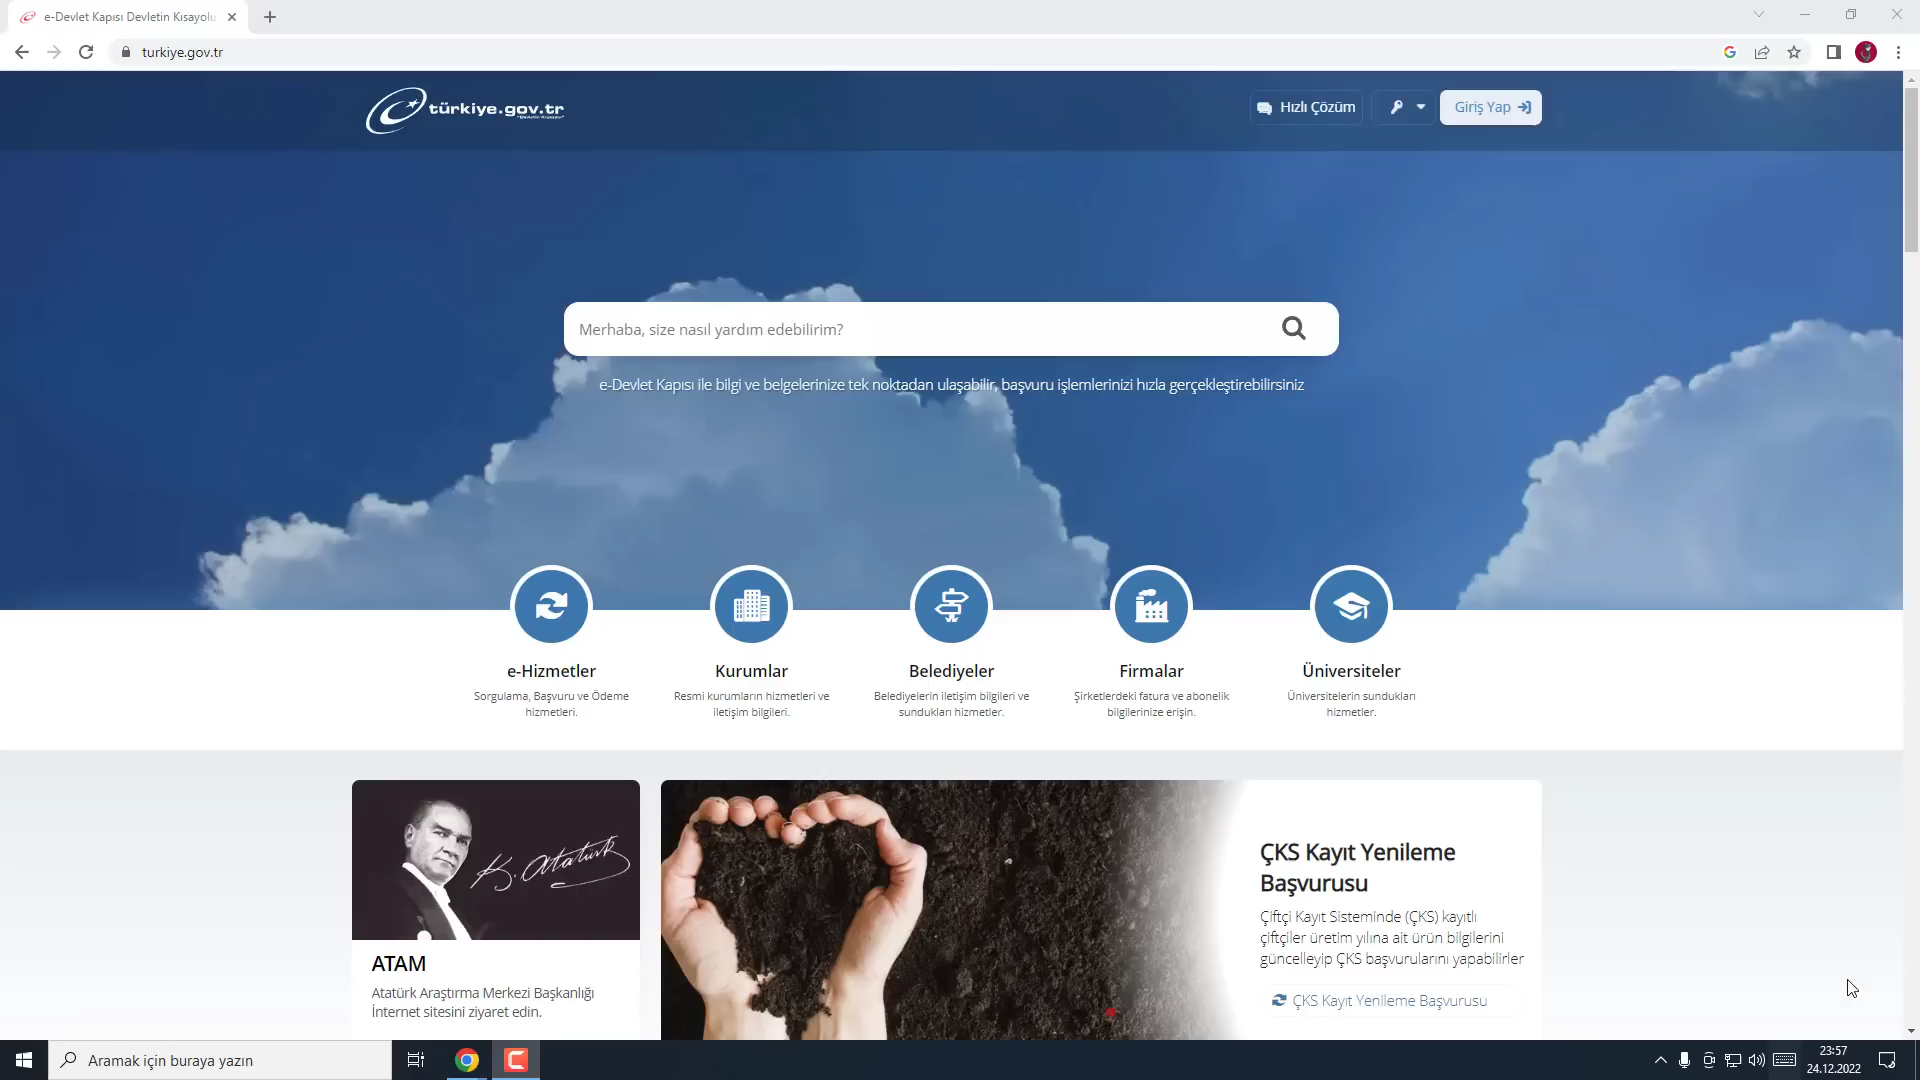 e-Devlet Kapısı Devletin Kısayolu
turkiye.gov.tr
türkiye.gov.tr
Hızlı Çözüm
Giriş Yap
Merhaba, size nasıl yardım edebilirim?
e-Devlet Kapısı ile bilgi ve belgelerinize tek noktadan ulaşabilir, başvuru işlemlerinizi hızla gerçekleştirebilirsiniz
e-Hizmetler
Sorgulama, Başvuru ve Ödeme
hizmetleri.
Kurumlar
Resmi kurumların hizmetleri ve
iletişim bilgileri.
Belediyeler
Belediyelerin iletişim bilgileri ve
sundukları hizmetler.
Firmalar
Şirketlerdeki fatura ve abonelik
bilgilerinize erişin.
Üniversiteler
Üniversitelerin sundukları
hizmetler.
K. Atatürk
ATAM
Atatürk Araştırma Merkezi Başkanlığı
İnternet sitesini ziyaret edin.
ÇKS Kayıt Yenileme
Başvurusu
Çiftçi Kayıt Sisteminde (ÇKS) kayıtlı
çiftçiler üretim yılına ait ürün bilgilerini
güncelleyip ÇKS başvurularını yapabilirler
ÇKS Kayıt Yenileme Başvurusu
Aramak için buraya yazın
23:57
24.12.2022